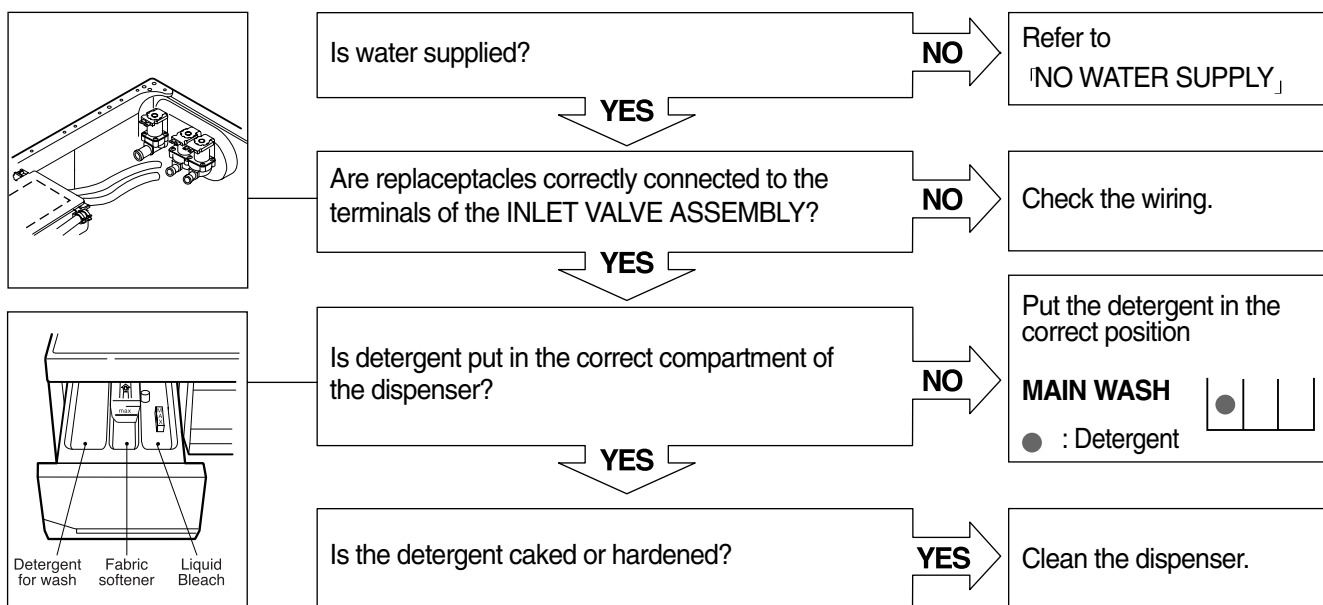 Is water supplied?
NO
Refer to
「NO WATER SUPPLY」
YES
Are replaceptacles correctly connected to the
terminals of the INLET VALVE ASSEMBLY?
NO
Check the wiring.
YES
Is detergent put in the correct compartment of
the dispenser?
NO
Put the detergent in the
correct position
MAIN WASH
: Detergent
max
MAX
Detergent
for wash
Fabric
softener
Liquid
Bleach
YES
Is the detergent caked or hardened?
YES
Clean the dispenser.